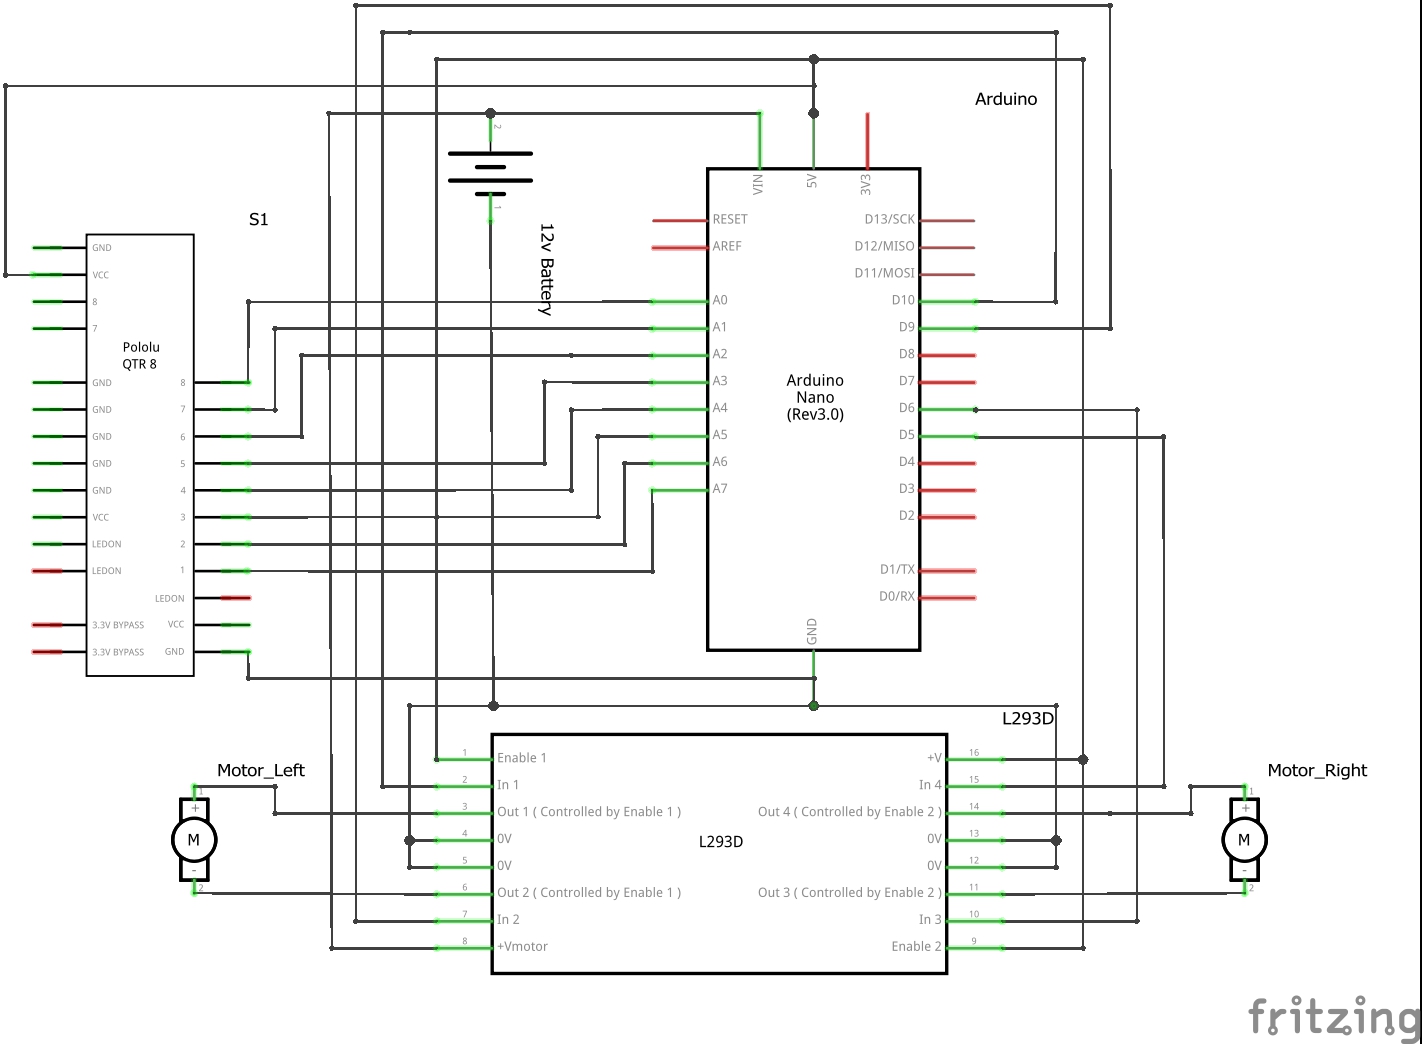 Arduino
S1
12v Battery
2
1
VIN
5V
3V3
RESET
AREF
A0
A1
A2
A3
A4
A5
A6
A7
D13/SCK
D12/MISO
D11/MOSI
D10
D9
D8
D7
D6
D5
D4
D3
D2
D1/TX
D0/RX
Arduino
Nano
(Rev3.0)
GND
GND
VCC
8
7
Pololu
QTR 8
GND 8
GND 7
GND 6
GND 5
GND 4
VCC 3
LEDON 2
LEDON 1
LEDON
3.3V BYPASS VCC
3.3V BYPASS GND
L293D
Motor_Left
Motor_Right
1 Enable 1 +V 16
2 In 1 In 4 15
3 Out 1 ( Controlled by Enable 1 ) Out 4 ( Controlled by Enable 2 ) 14
4 0V 0V 13
L293D
5 0V 0V 12
6 Out 2 ( Controlled by Enable 1 ) Out 3 ( Controlled by Enable 2 ) 11
7 In 2 In 3 10
8 +Vmotor Enable 2 9
1
+
M
-
2
1
+
M
-
2
fritzing